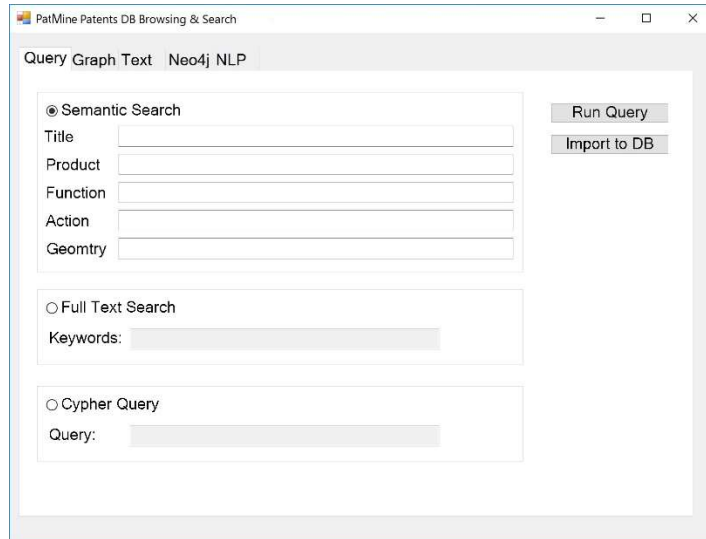 PatMine Patents DB Browsing & Search
Query Graph Text Neo4j NLP
Semantic Search
Run Query
Title
Import to DB
Product
Function
Action
Geomtry
Full Text Search
Keywords:
Cypher Query
Query: